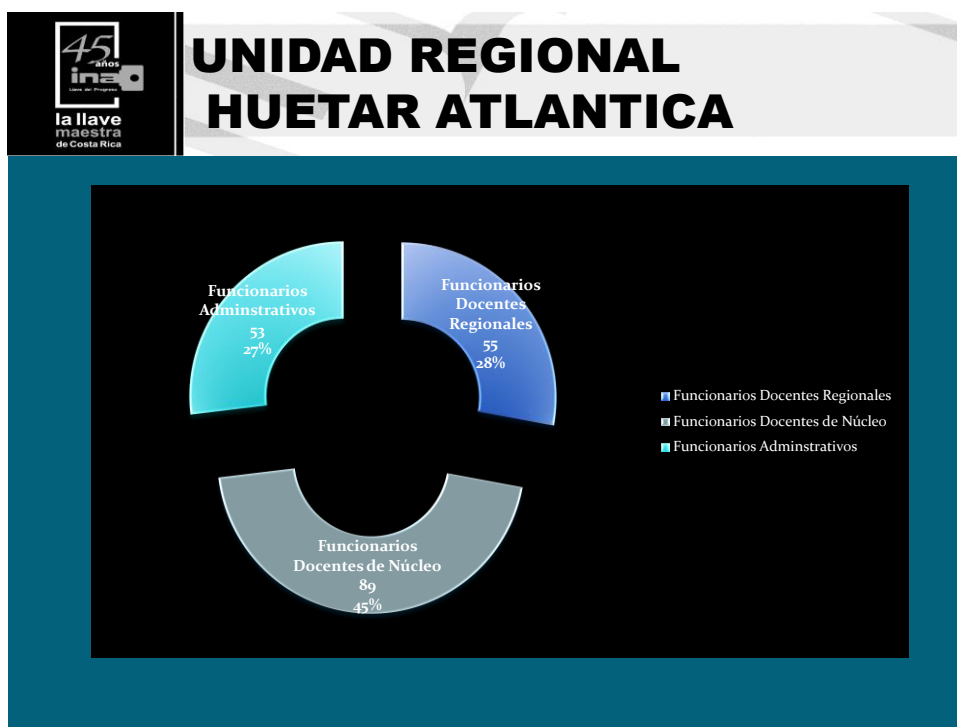 45
años
ina
Llave del Progreso
la llave
maestra
de Costa Rica
UNIDAD REGIONAL
HUETAR ATLANTICA
Funcionarios
Adminstrativos
53
27%
Funcionarios
Docentes
Regionales
55
28%
Funcionarios
Docentes de Núcleo
89
45%
Funcionarios Docentes Regionales
Funcionarios Docentes de Núcleo
Funcionarios Adminstrativos